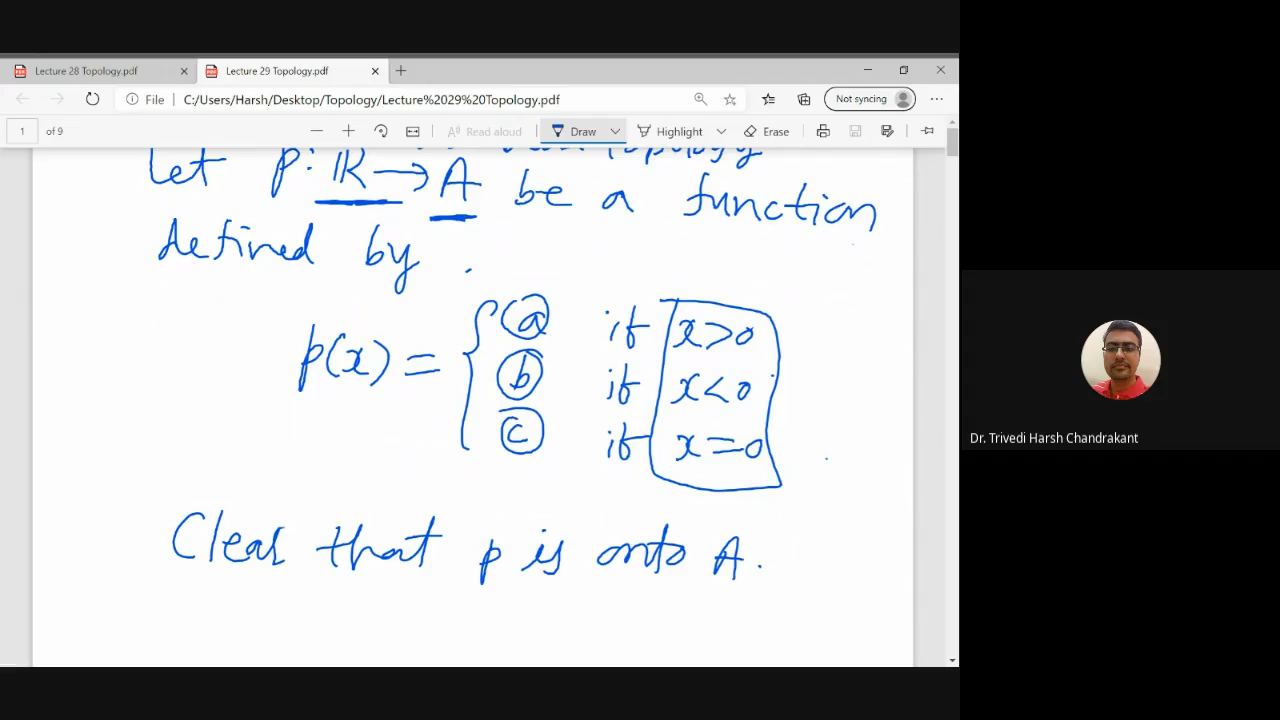 Lecture 28 Topology.pdf
Lecture 29 Topology.pdf
File
C:/Users/Harsh/Desktop/Topology/Lecture%2029%20Topology.pdf
Not syncing
1 of 9
Read aloud
Draw
Highlight
Erase
Topology
Let p: ℝ → A be a function
defined by .
p(x) = { a if x>0
b if x<0
c if x=0
Clear that p is onto A.
Dr. Trivedi Harsh Chandrakant